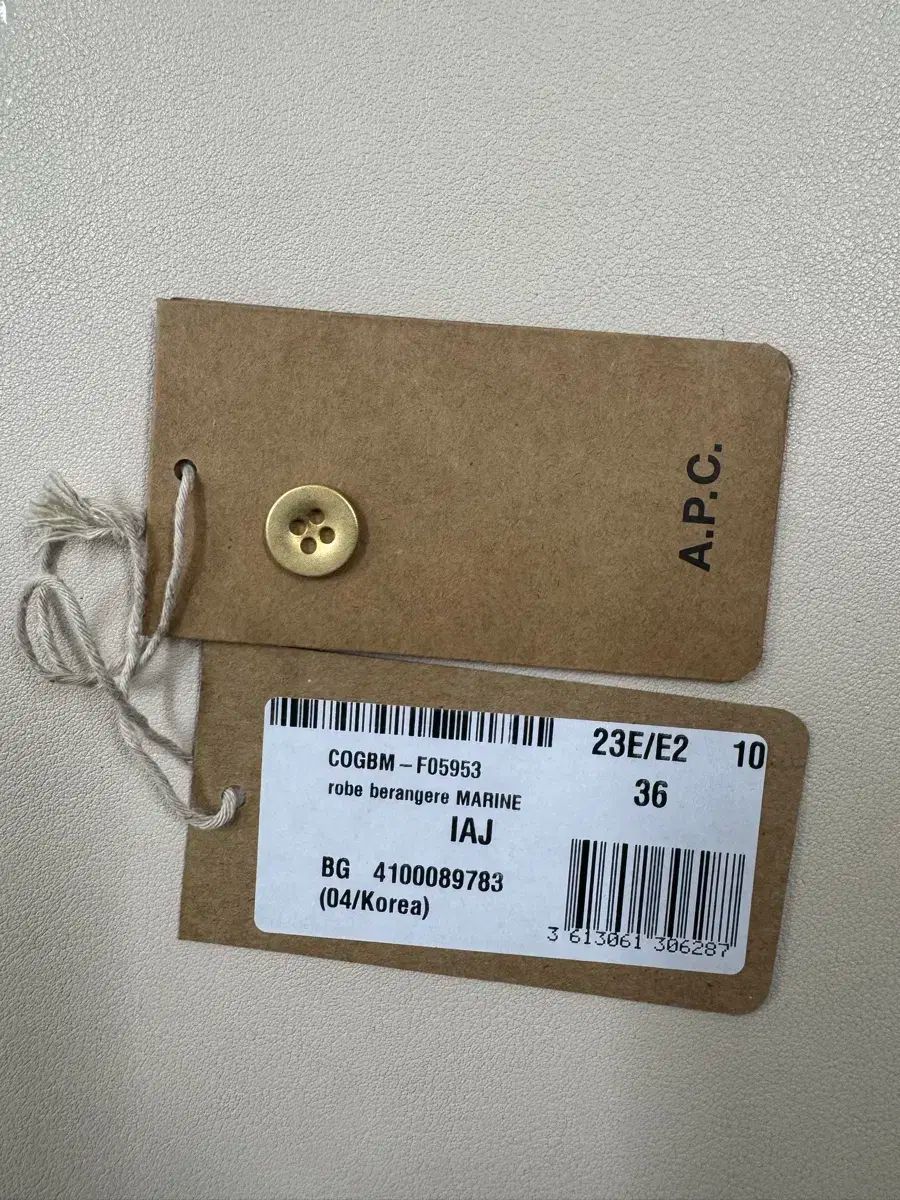 A.P.C.
23E/E2 10
COGBM-F05953
36
robe berangere MARINE
IAJ
BG 4100089783
(04/Korea)
3 613061 306287